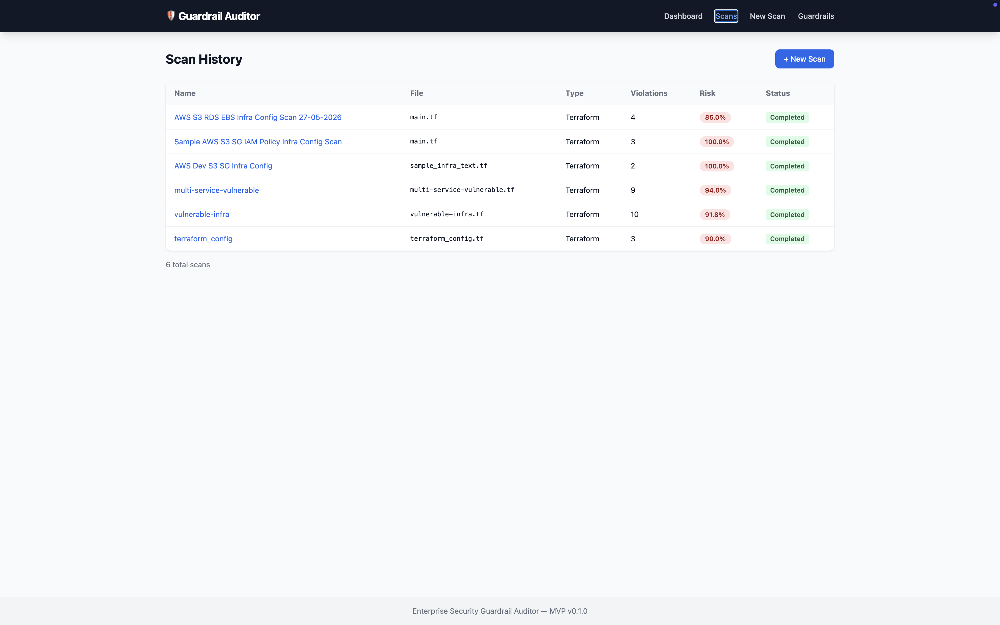 Guardrail Auditor
Dashboard Scans New Scan Guardrails
Scan History
+ New Scan
Name File Type Violations Risk Status
AWS S3 RDS EBS Infra Config Scan 27-05-2026 main.tf Terraform 4 85.0% Completed
Sample AWS S3 SG IAM Policy Infra Config Scan main.tf Terraform 3 100.0% Completed
AWS Dev S3 SG Infra Config sample_infra_text.tf Terraform 2 100.0% Completed
multi-service-vulnerable multi-service-vulnerable.tf Terraform 9 94.0% Completed
vulnerable-infra vulnerable-infra.tf Terraform 10 91.8% Completed
terraform_config terraform_config.tf Terraform 3 90.0% Completed
6 total scans
Enterprise Security Guardrail Auditor — MVP v0.1.0